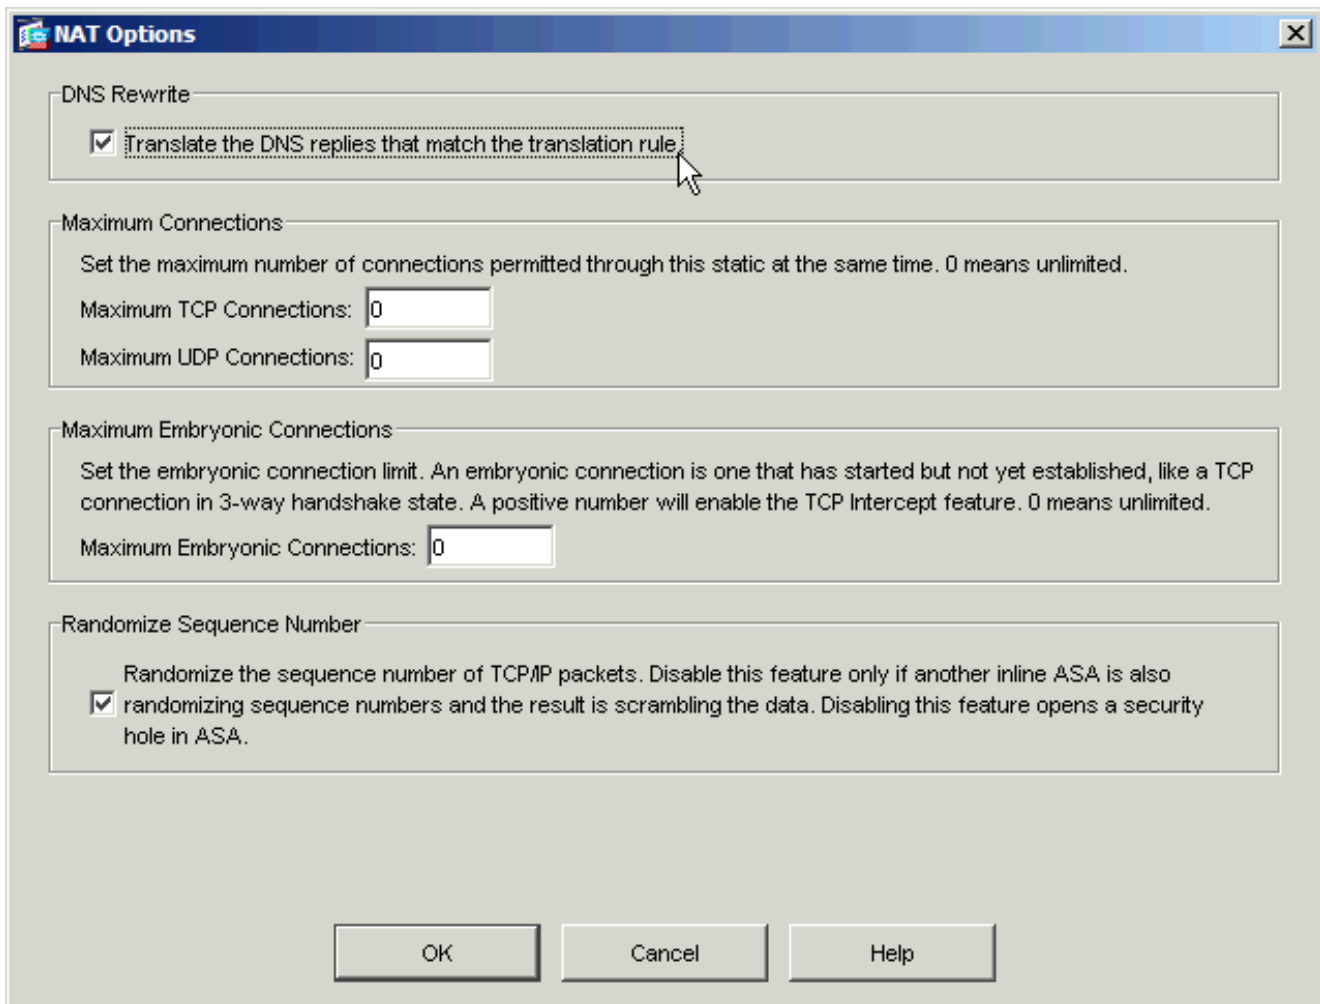 NAT Options
DNS Rewrite
Translate the DNS replies that match the translation rule.
Maximum Connections
Set the maximum number of connections permitted through this static at the same time. 0 means unlimited.
Maximum TCP Connections: 0
Maximum UDP Connections: 0
Maximum Embryonic Connections
Set the embryonic connection limit. An embryonic connection is one that has started but not yet established, like a TCP
connection in 3-way handshake state. A positive number will enable the TCP Intercept feature. 0 means unlimited.
Maximum Embryonic Connections: 0
Randomize Sequence Number
Randomize the sequence number of TCP/IP packets. Disable this feature only if another inline ASA is also
randomizing sequence numbers and the result is scrambling the data. Disabling this feature opens a security
hole in ASA.
OK Cancel Help